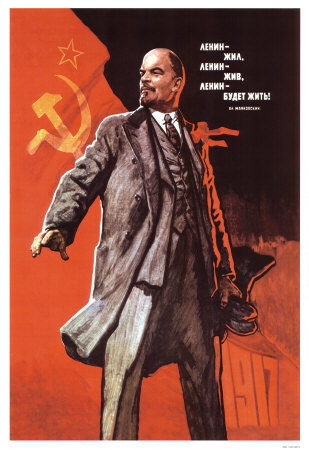 ЛЕНИН–
ЖИЛ,
ЛЕНИН–
ЖИВ,
ЛЕНИН–
БУДЕТ ЖИТЬ!
ВЛ. МАЯКОВСКИЙ
1917